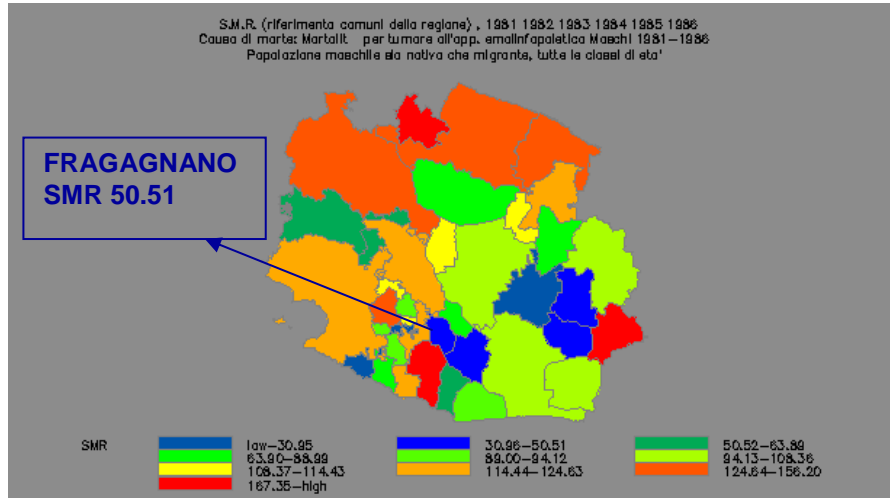 S.M.R. (riferimento comuni della regione) , 1981 1982 1983 1984 1985 1986
Causa di morte: Mortalit per tumore all'app. emolinfopoietico Maschi 1981-1986
Popolazione maschile sia nativa che migrante, tutte le classi di eta'
FRAGAGNANO
SMR 50.51
SMR
low-30.95
30.96-50.51
50.52-63.89
63.90-88.99
89.00-94.12
94.13-108.36
108.37-114.43
114.44-124.63
124.64-156.20
167.35-high